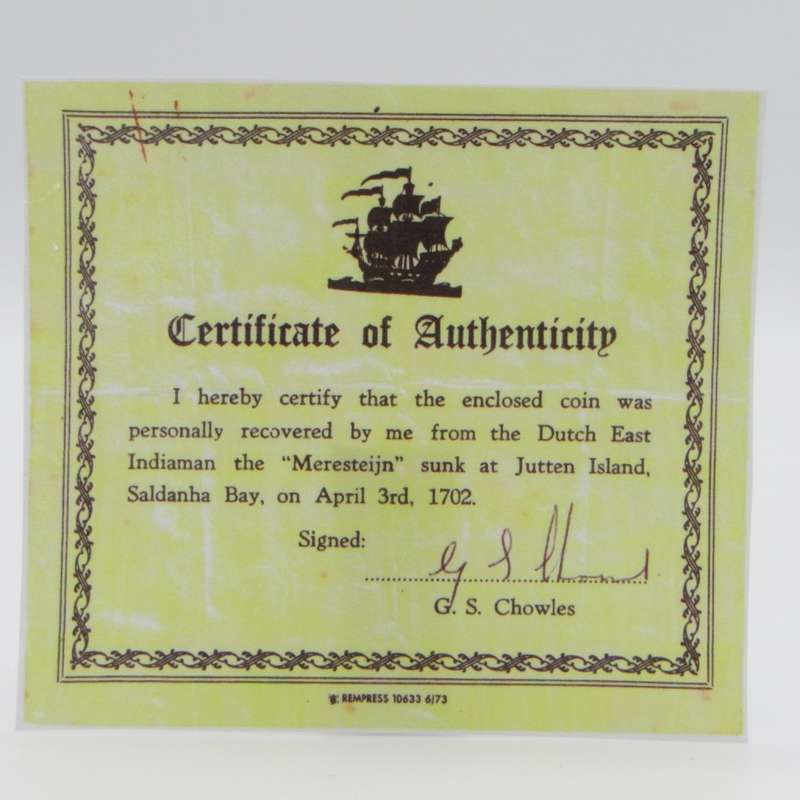 Certificate of Authenticity
I hereby certify that the enclosed coin was
personally recovered by me from the Dutch East
Indiaman the "Meresteijn" sunk at Jutten Island,
Saldanha Bay, on April 3rd, 1702.
Signed:
G. S. Chowles
REMPRESS 10633 6/73